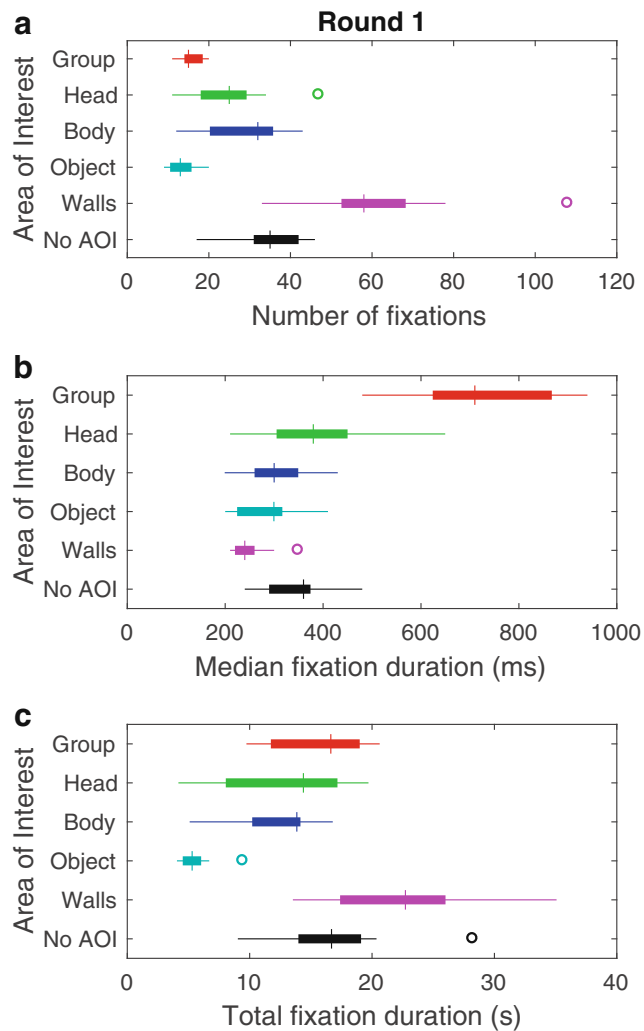 a Round 1
Area of Interest
Group
Head
Body
Object
Walls
No AOI
0 20 40 60 80 100 120
Number of fixations
b
Area of Interest
Group
Head
Body
Object
Walls
No AOI
0 200 400 600 800 1000
Median fixation duration (ms)
c
Area of Interest
Group
Head
Body
Object
Walls
No AOI
0 10 20 30 40
Total fixation duration (s)